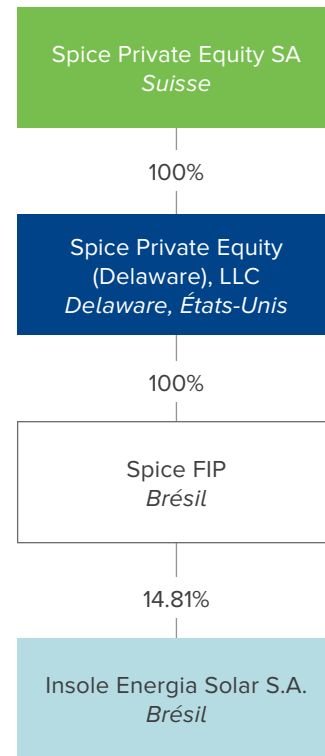 Spice Private Equity SA
Suisse
100%
Spice Private Equity
(Delaware), LLC
Delaware, États-Unis
100%
Spice FIP
Brésil
14.81%
Insole Energia Solar S.A.
Brésil